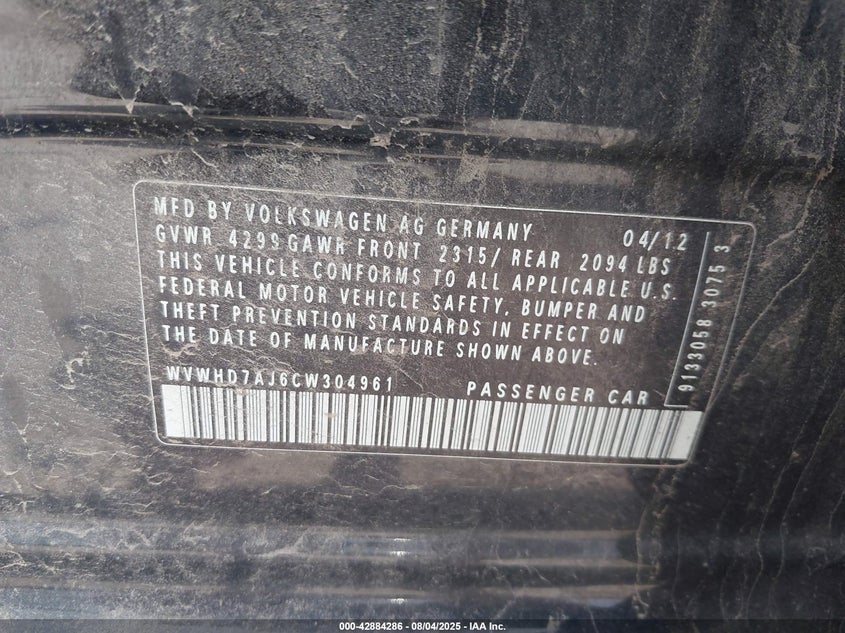 MFD BY VOLKSWAGEN AG GERMANY 04/12
GVWR 4299 GAWR FRONT 2315/ REAR 2094 LBS
THIS VEHICLE CONFORMS TO ALL APPLICABLE U.S.
FEDERAL MOTOR VEHICLE SAFETY, BUMPER AND
THEFT PREVENTION STANDARDS IN EFFECT ON
THE DATE OF MANUFACTURE SHOWN ABOVE.
WVWHD7AJ6CW304961 PASSENGER CAR
9133058 3075 3
000-42884286 - 08/04/2025 - IAA Inc.